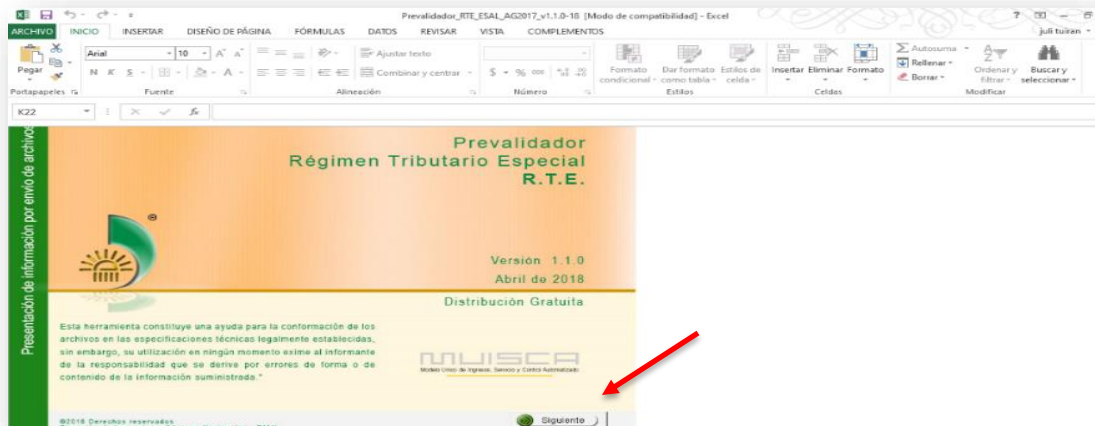 Prevalidador_RTE_ESAL_AG2017_v1.1.0-18 [Modo de compatibilidad] - Excel
ARCHIVO INICIO INSERTAR DISEÑO DE PÁGINA FÓRMULAS DATOS REVISAR VISTA COMPLEMENTOS juli tuiran
Pegar
Arial 10
N K S
Ajustar texto
Combinar y centrar
$ % 000
Formato condicional
Dar formato como tabla
Estilos de celda
Insertar Eliminar Formato
Autosuma
Rellenar
Borrar
Ordenar y filtrar
Buscar y seleccionar
Portapapeles Fuente Alineación Número Estilos Celdas Modificar
K22 fx
Presentación de información por envío de archivos
Prevalidador
Régimen Tributario Especial
R.T.E.
Versión 1.1.0
Abril de 2018
Distribución Gratuita
Esta herramienta constituye una ayuda para la conformación de los
archivos en las especificaciones técnicas legalmente establecidas,
sin embargo, su utilización en ningún momento exime al informante
de la responsabilidad que se derive por errores de forma o de
contenido de la información suministrada."
MUISCA
Modelo Único de Ingresos, Servicio y Control Automatizado
Siguiente
©2018 Derechos reservados